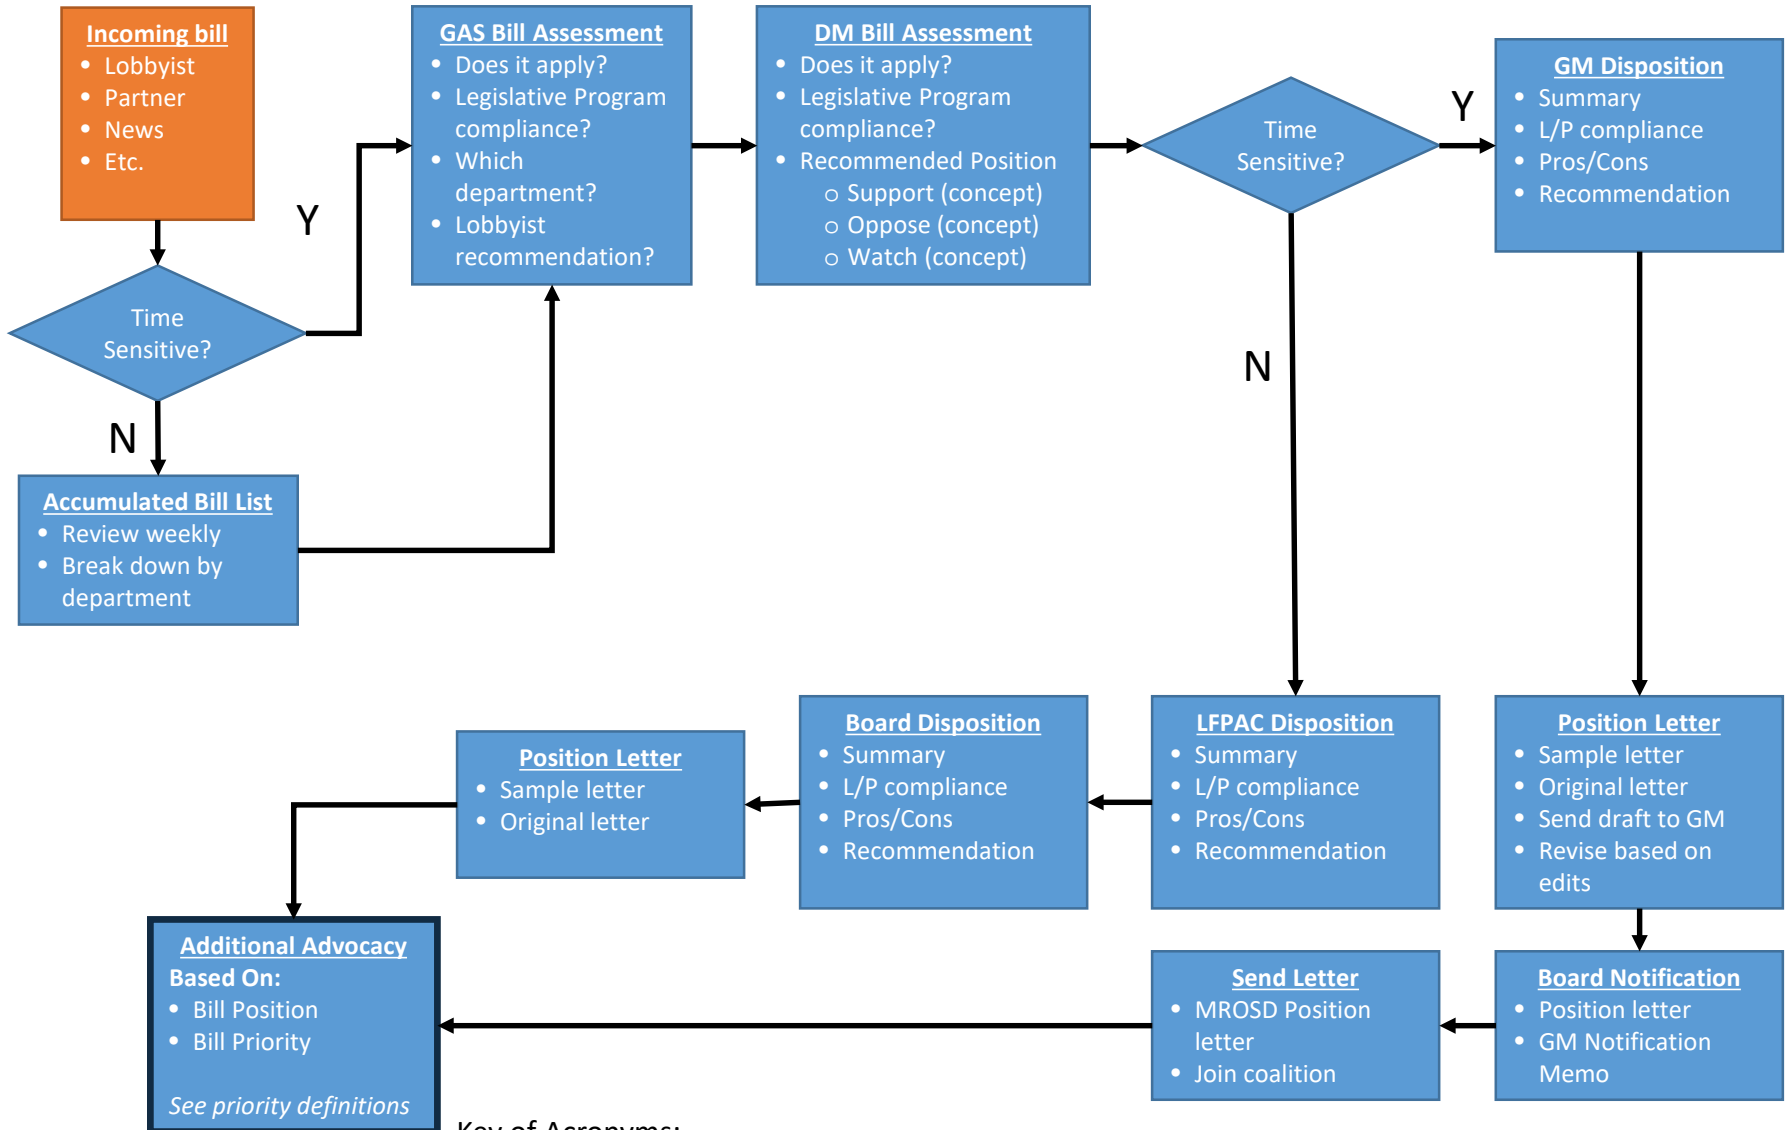 Incoming bill
• Lobbyist
• Partner
• News
• Etc.
Time
Sensitive?
Y
N
Accumulated Bill List
• Review weekly
• Break down by
department
GAS Bill Assessment
• Does it apply?
• Legislative Program
compliance?
• Which
department?
• Lobbyist
recommendation?
DM Bill Assessment
• Does it apply?
• Legislative Program
compliance?
• Recommended Position
o Support (concept)
o Oppose (concept)
o Watch (concept)
Time
Sensitive?
Y
N
GM Disposition
• Summary
• L/P compliance
• Pros/Cons
• Recommendation
Position Letter
• Sample letter
• Original letter
• Send draft to GM
• Revise based on
edits
Board Notification
• Position letter
• GM Notification
Memo
Send Letter
• MROSD Position
letter
• Join coalition
LFPAC Disposition
• Summary
• L/P compliance
• Pros/Cons
• Recommendation
Board Disposition
• Summary
• L/P compliance
• Pros/Cons
• Recommendation
Position Letter
• Sample letter
• Original letter
Additional Advocacy
Based On:
• Bill Position
• Bill Priority
See priority definitions
Key of Acronyms: